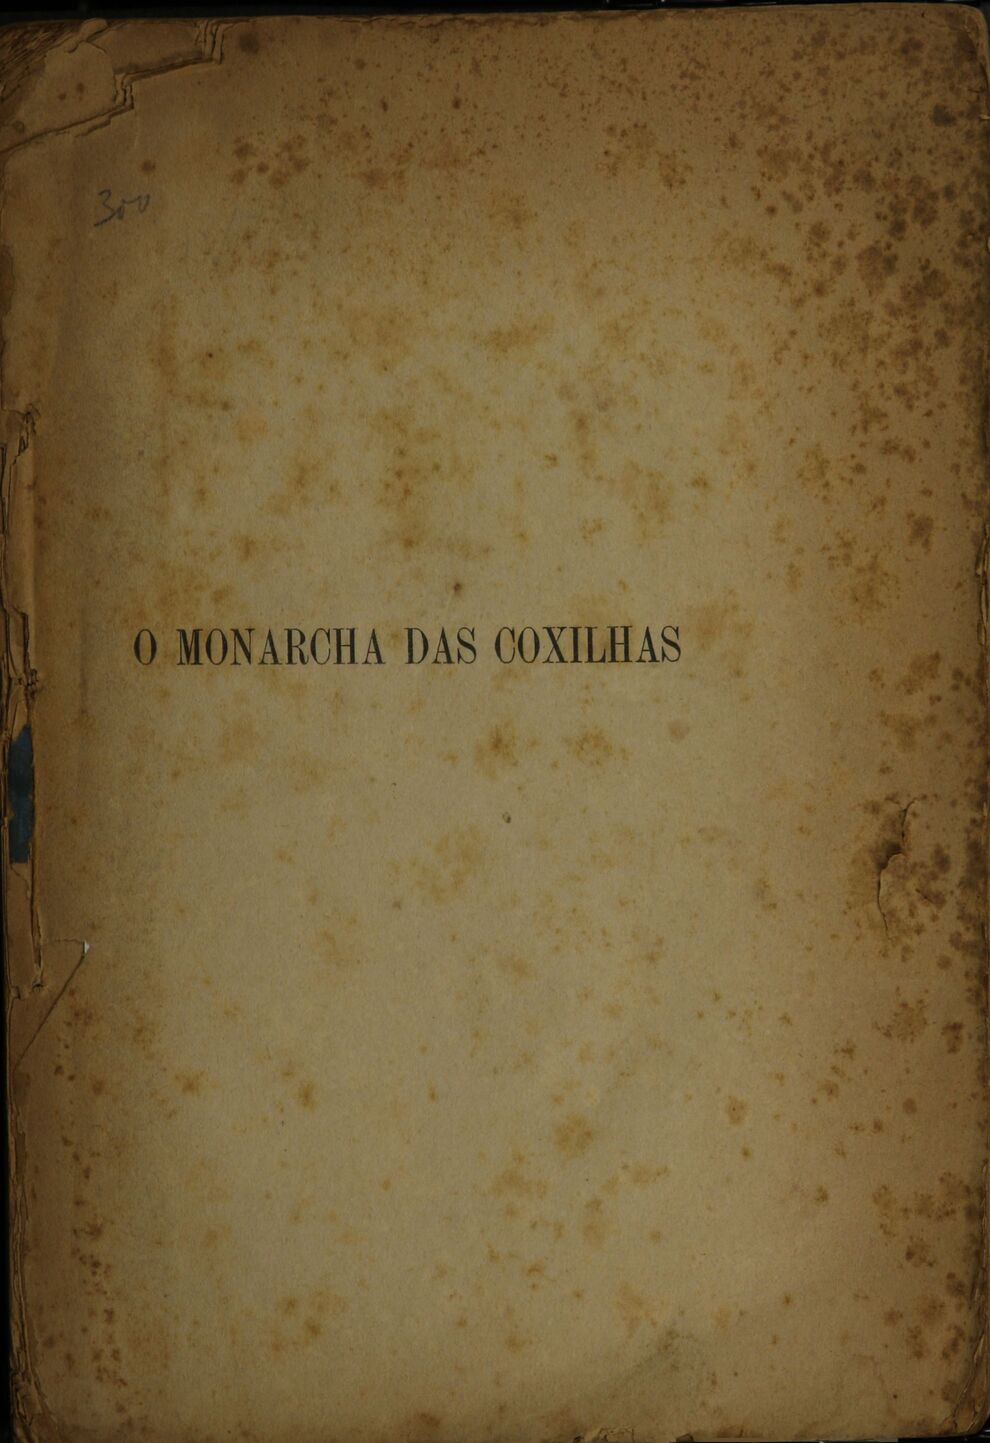 300
O MONARCHA DAS COXILHAS